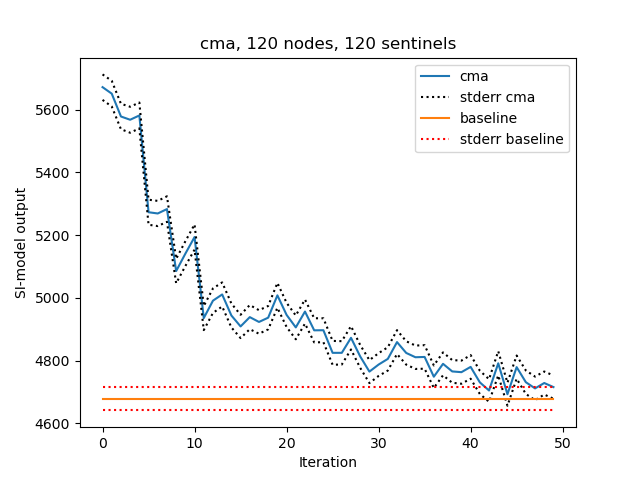 cma, 120 nodes, 120 sentinels
cma
stderr cma
baseline
stderr baseline
5600
5400
5200
5000
4800
4600
SI-model output
0 10 20 30 40 50
Iteration